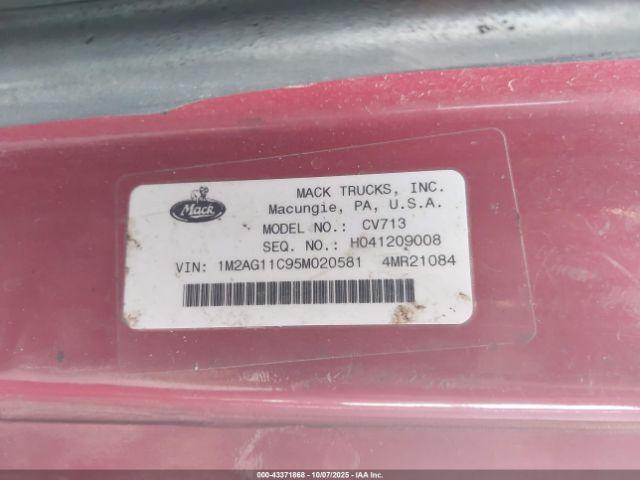 Mack
MACK TRUCKS, INC.
Macungie, PA, U.S.A.
MODEL NO.: CV713
SEQ. NO.: H041209008
VIN: 1M2AG11C95M020581 4MR21084
000-43371868 | 10/07/2025 | IAA Inc.